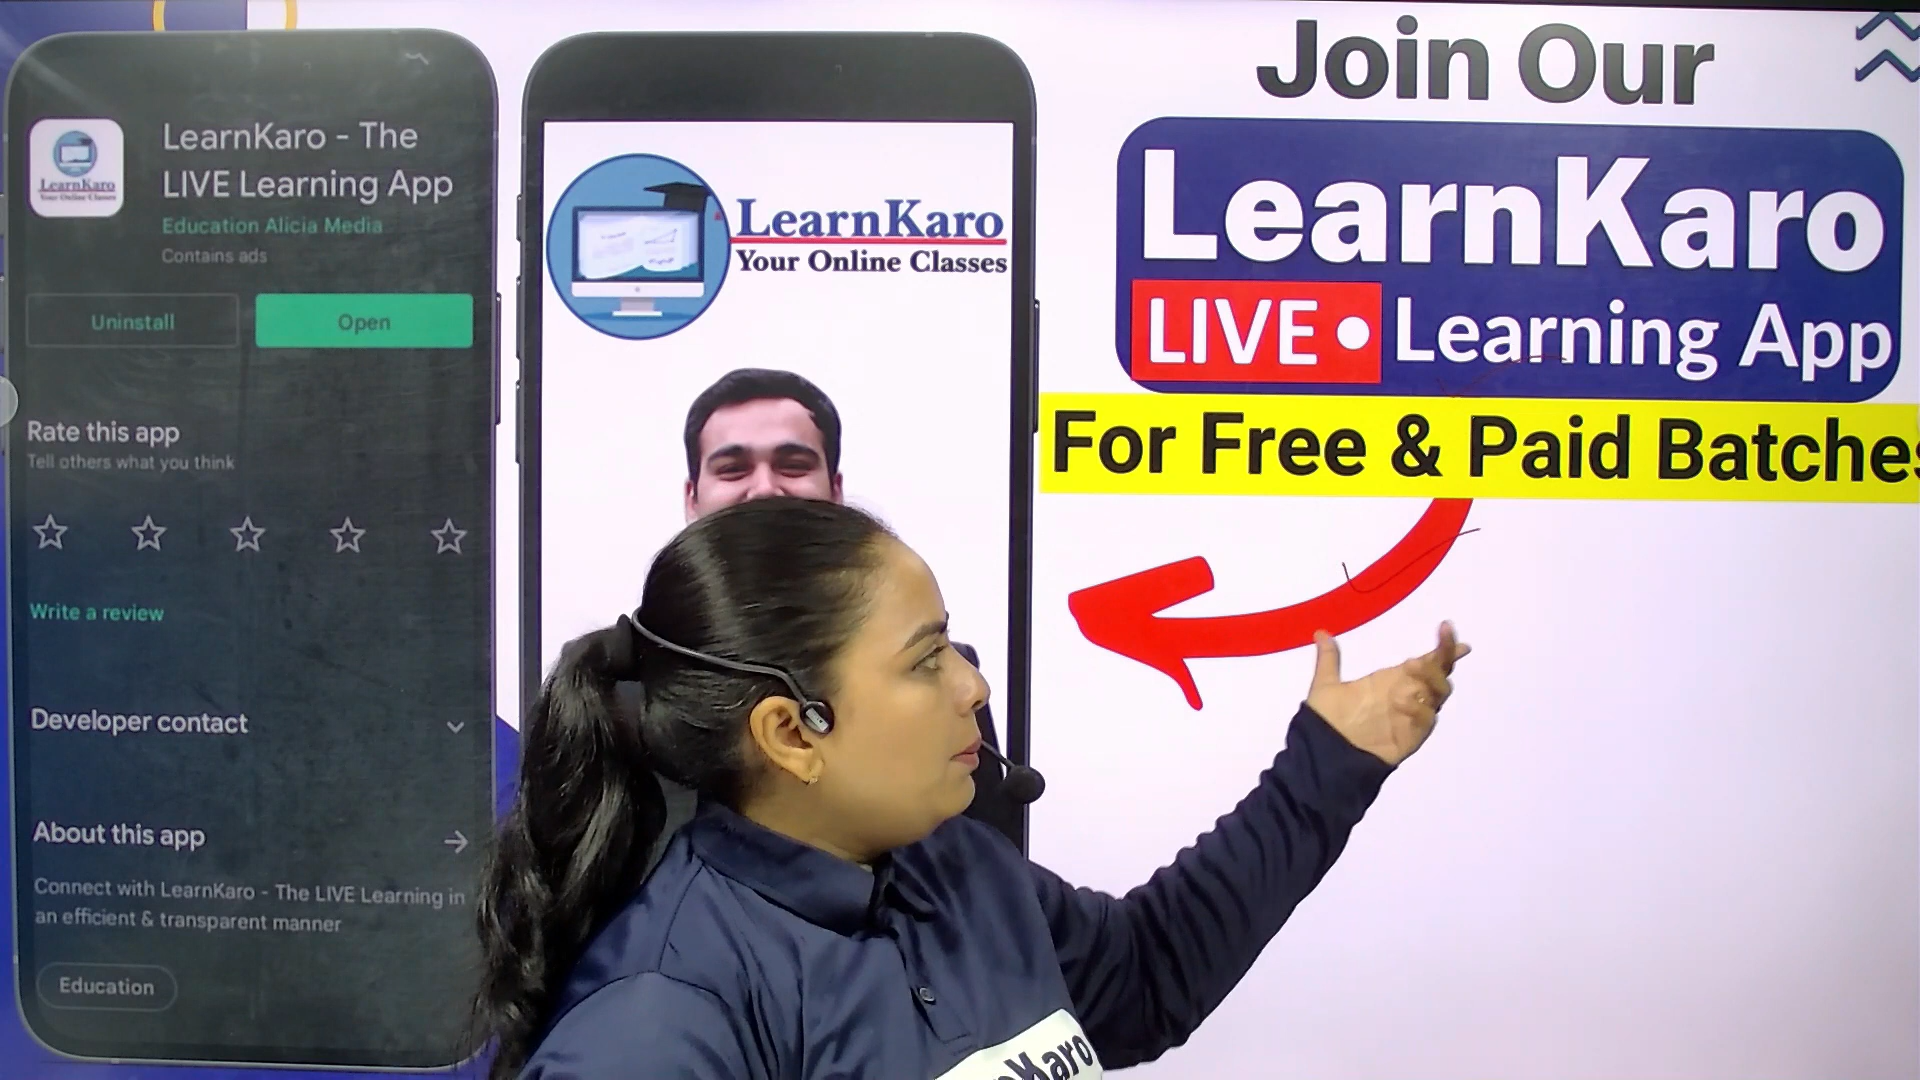 LearnKaro - The
LIVE Learning App
Education Alicia Media
Contains ads
Uninstall
Open
Rate this app
Tell others what you think
Write a review
Developer contact
About this app
Connect with LearnKaro - The LIVE Learning in
an efficient & transparent manner
Education
LearnKaro
Your Online Classes
LearnKaro
Your Online Classes
Join Our
LearnKaro
LIVE • Learning App
For Free & Paid Batches
Karo